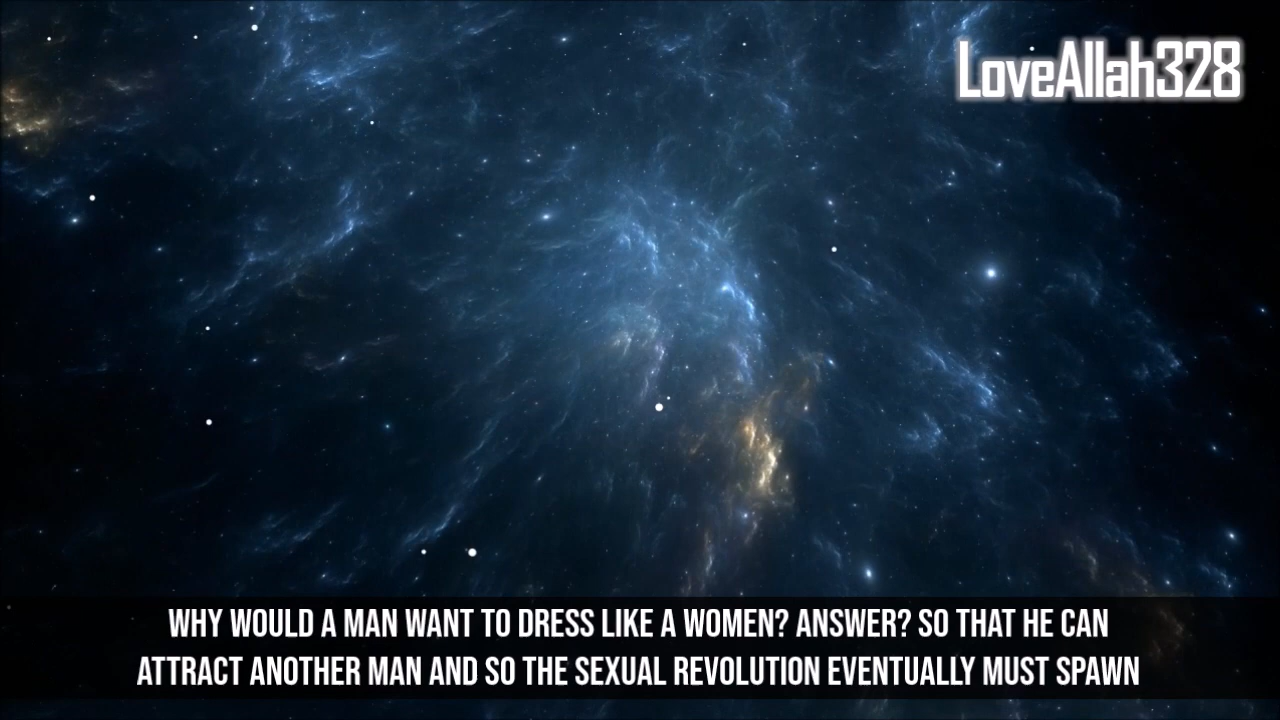 LoveAllah328
WHY WOULD A MAN WANT TO DRESS LIKE A WOMEN? ANSWER? SO THAT HE CAN
ATTRACT ANOTHER MAN AND SO THE SEXUAL REVOLUTION EVENTUALLY MUST SPAWN